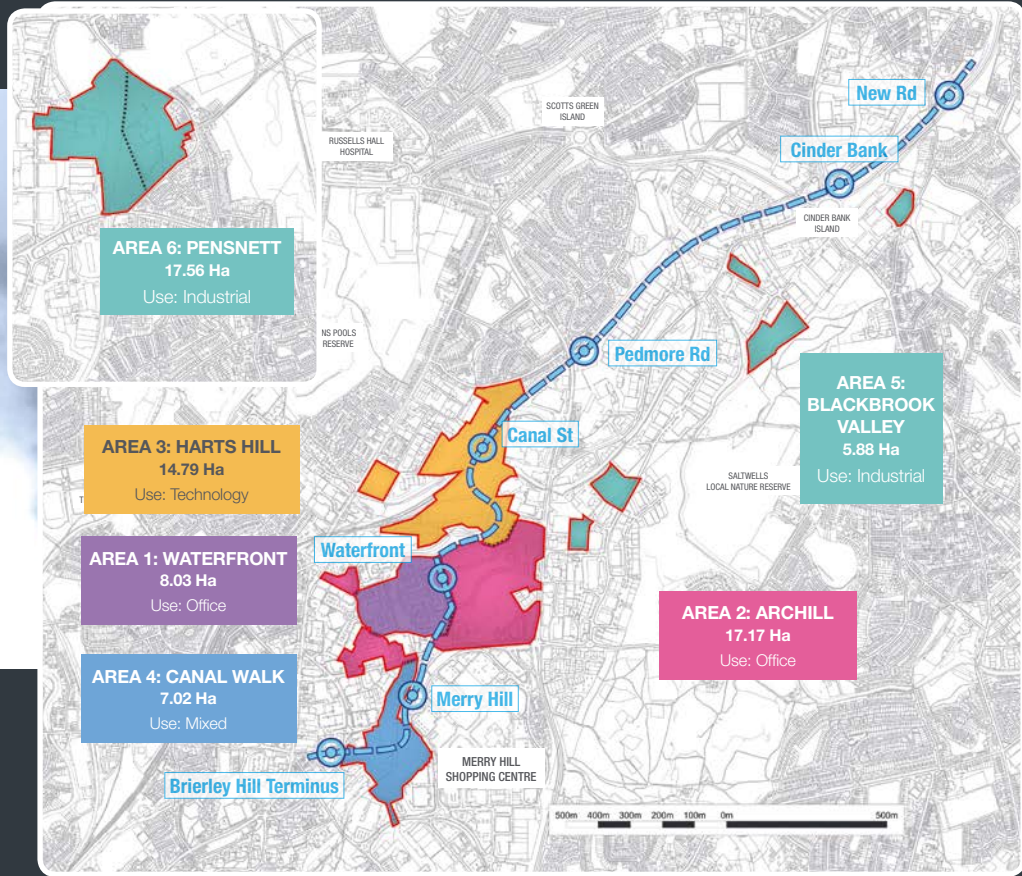 AREA 6: PENSNETT
17.56 Ha
Use: Industrial
RUSSELLS HALL
HOSPITAL
SCOTTS GREEN
ISLAND
New Rd
Cinder Bank
CINDER BANK
ISLAND
NS POOLS
RESERVE
Pedmore Rd
AREA 5:
BLACKBROOK
VALLEY
5.88 Ha
Use: Industrial
Canal St
AREA 3: HARTS HILL
14.79 Ha
Use: Technology
SALTWELLS
LOCAL NATURE RESERVE
Waterfront
AREA 1: WATERFRONT
8.03 Ha
Use: Office
AREA 2: ARCHILL
17.17 Ha
Use: Office
AREA 4: CANAL WALK
7.02 Ha
Use: Mixed
Merry Hill
MERRY HILL
SHOPPING CENTRE
Brierley Hill Terminus
500m 400m 300m 200m 100m 0m 500m